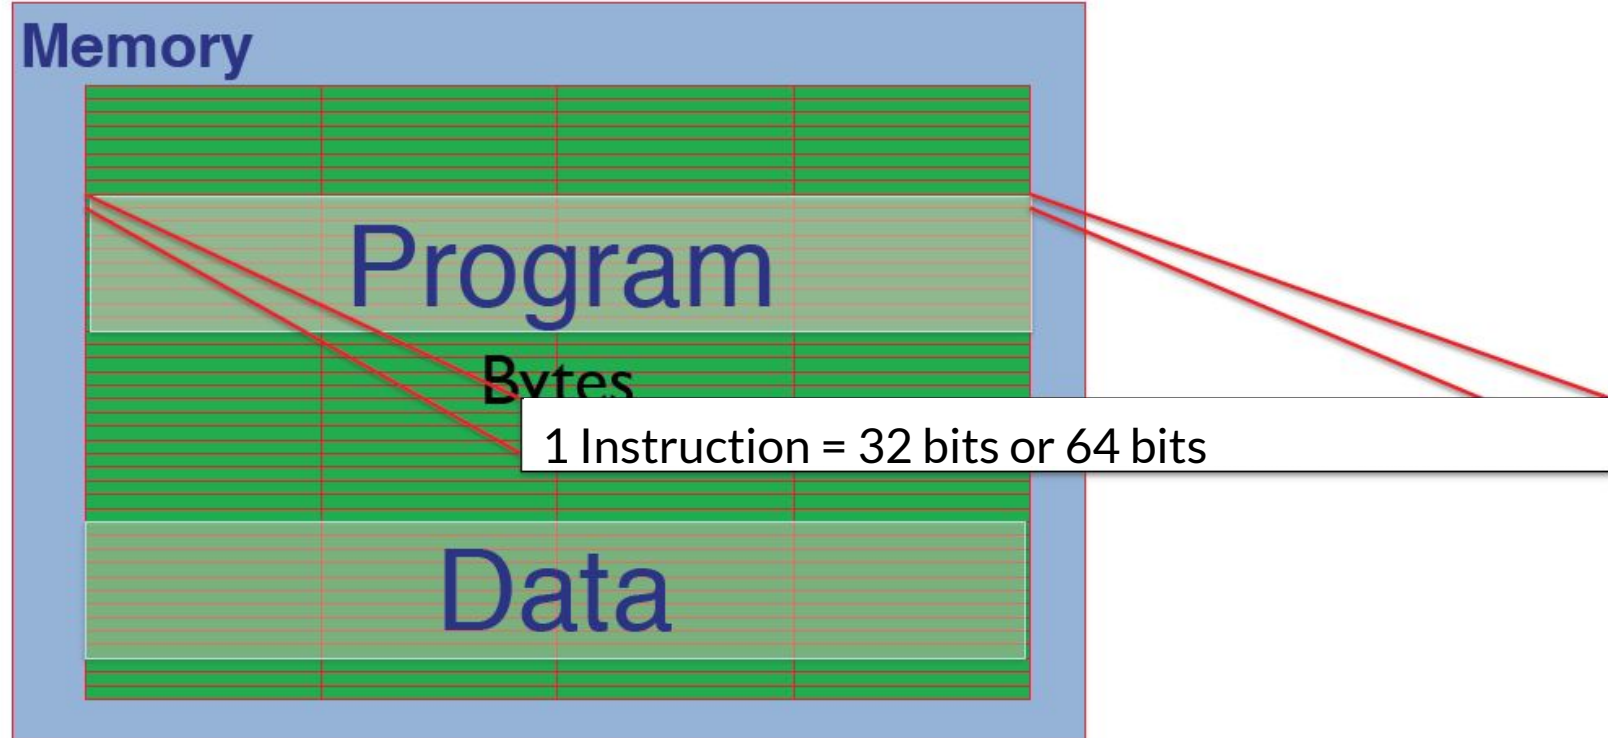 Memory
Program
Bytes
1 Instruction = 32 bits or 64 bits
Data